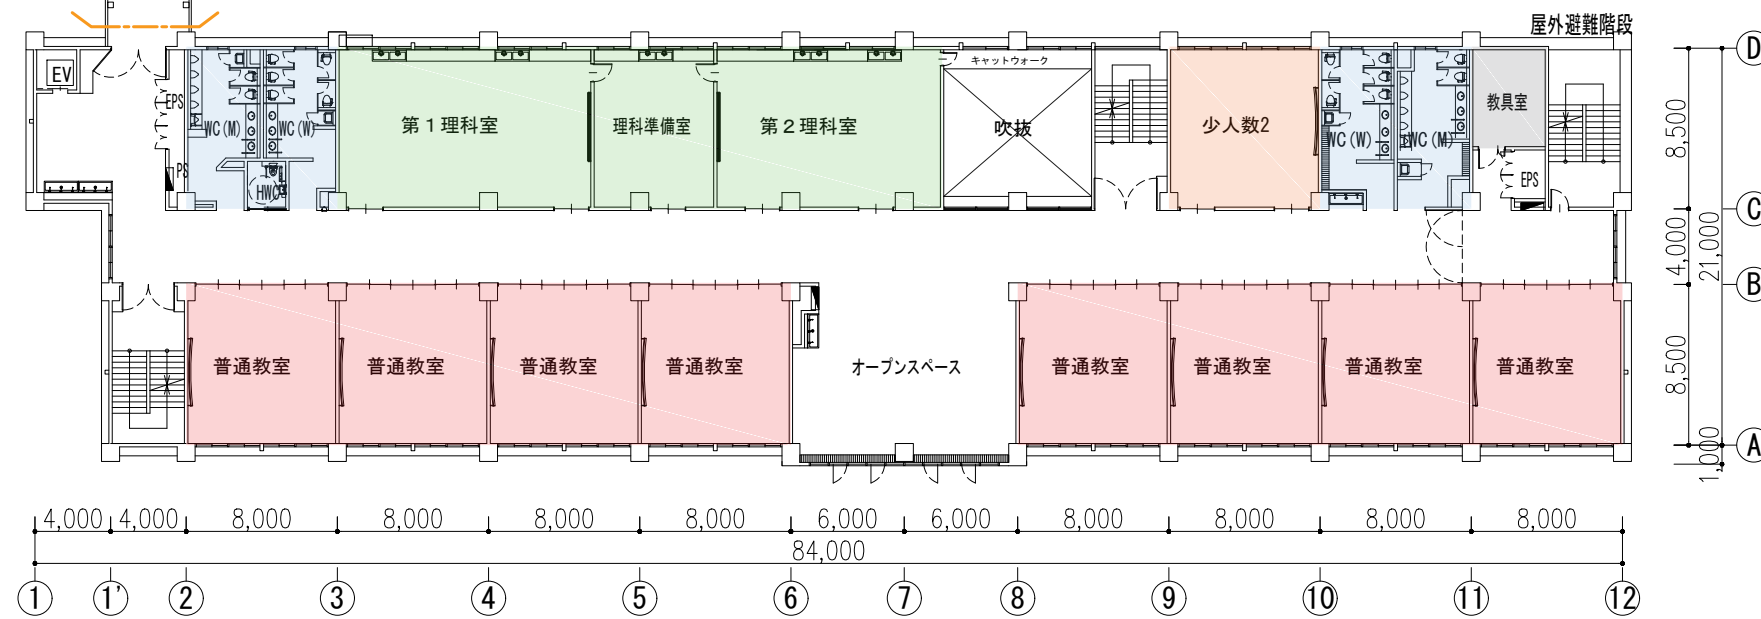 屋外避難階段
EV
キャットウォーク
D
EPS
WC(M)
WC(W)
第1理科室
理科準備室
第2理科室
吹抜
少人数2
WC(W)
WC(M)
教具室
8,500
PS
HWC
EPS
C
4,000
21,000
B
普通教室
普通教室
普通教室
普通教室
オープンスペース
普通教室
普通教室
普通教室
普通教室
8,500
A
1,000
4,000
4,000
8,000
8,000
8,000
8,000
6,000
6,000
8,000
8,000
8,000
8,000
84,000
1
1'
2
3
4
5
6
7
8
9
10
11
12